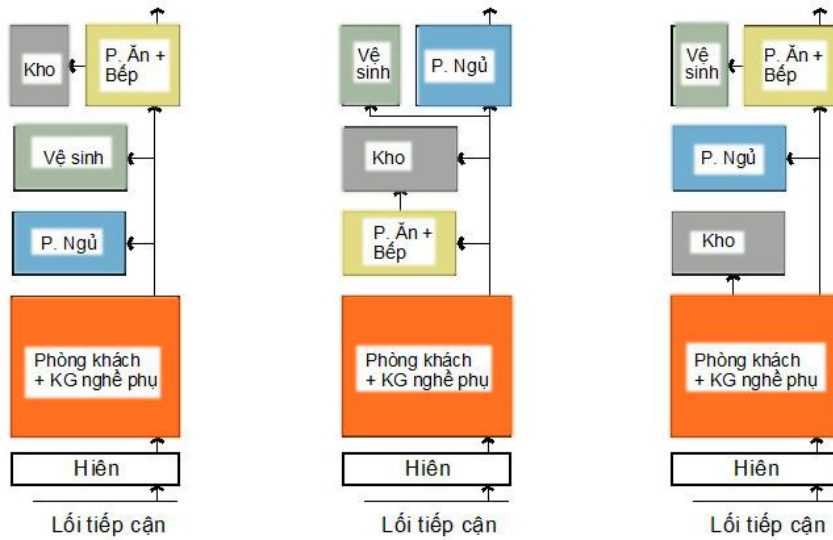 Kho
P. Ăn +
Bếp
Vệ sinh
P. Ngủ
Phòng khách
+ KG nghề phụ
Hiên
Lối tiếp cận
Vệ
sinh
P. Ngủ
Kho
P. Ăn +
Bếp
Phòng khách
+ KG nghề phụ
Hiên
Lối tiếp cận
Vệ
sinh
P. Ăn +
Bếp
P. Ngủ
Kho
Phòng khách
+ KG nghề phụ
Hiên
Lối tiếp cận